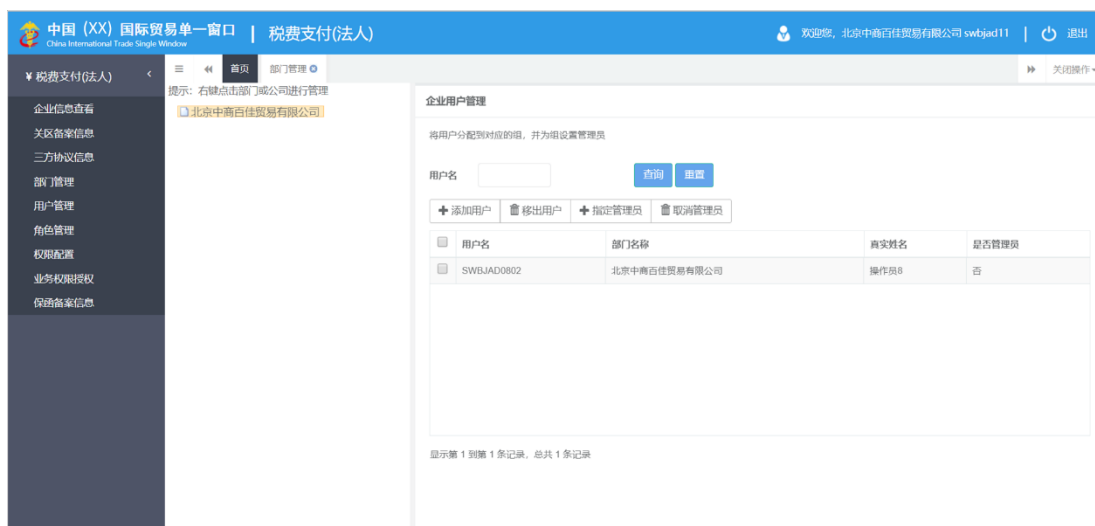 中国（XX）国际贸易单一窗口 | 税费支付(法人)
China International Trade Single Window
欢迎您，北京中商百佳贸易有限公司 swbjad11 | 退出
¥ 税费支付(法人)
首页 部门管理
关闭操作
企业信息查看
关区备案信息
三方协议信息
部门管理
用户管理
角色管理
权限配置
业务权限授权
保函备案信息
提示：右键点击部门或公司进行管理
北京中商百佳贸易有限公司
企业用户管理
将用户分配到对应的组，并为组设置管理员
用户名 查询 重置
添加用户 移出用户 指定管理员 取消管理员
用户名 部门名称 真实姓名 是否管理员
SWBJAD0802 北京中商百佳贸易有限公司 操作员8 否
显示第 1 到第 1 条记录，总共 1 条记录